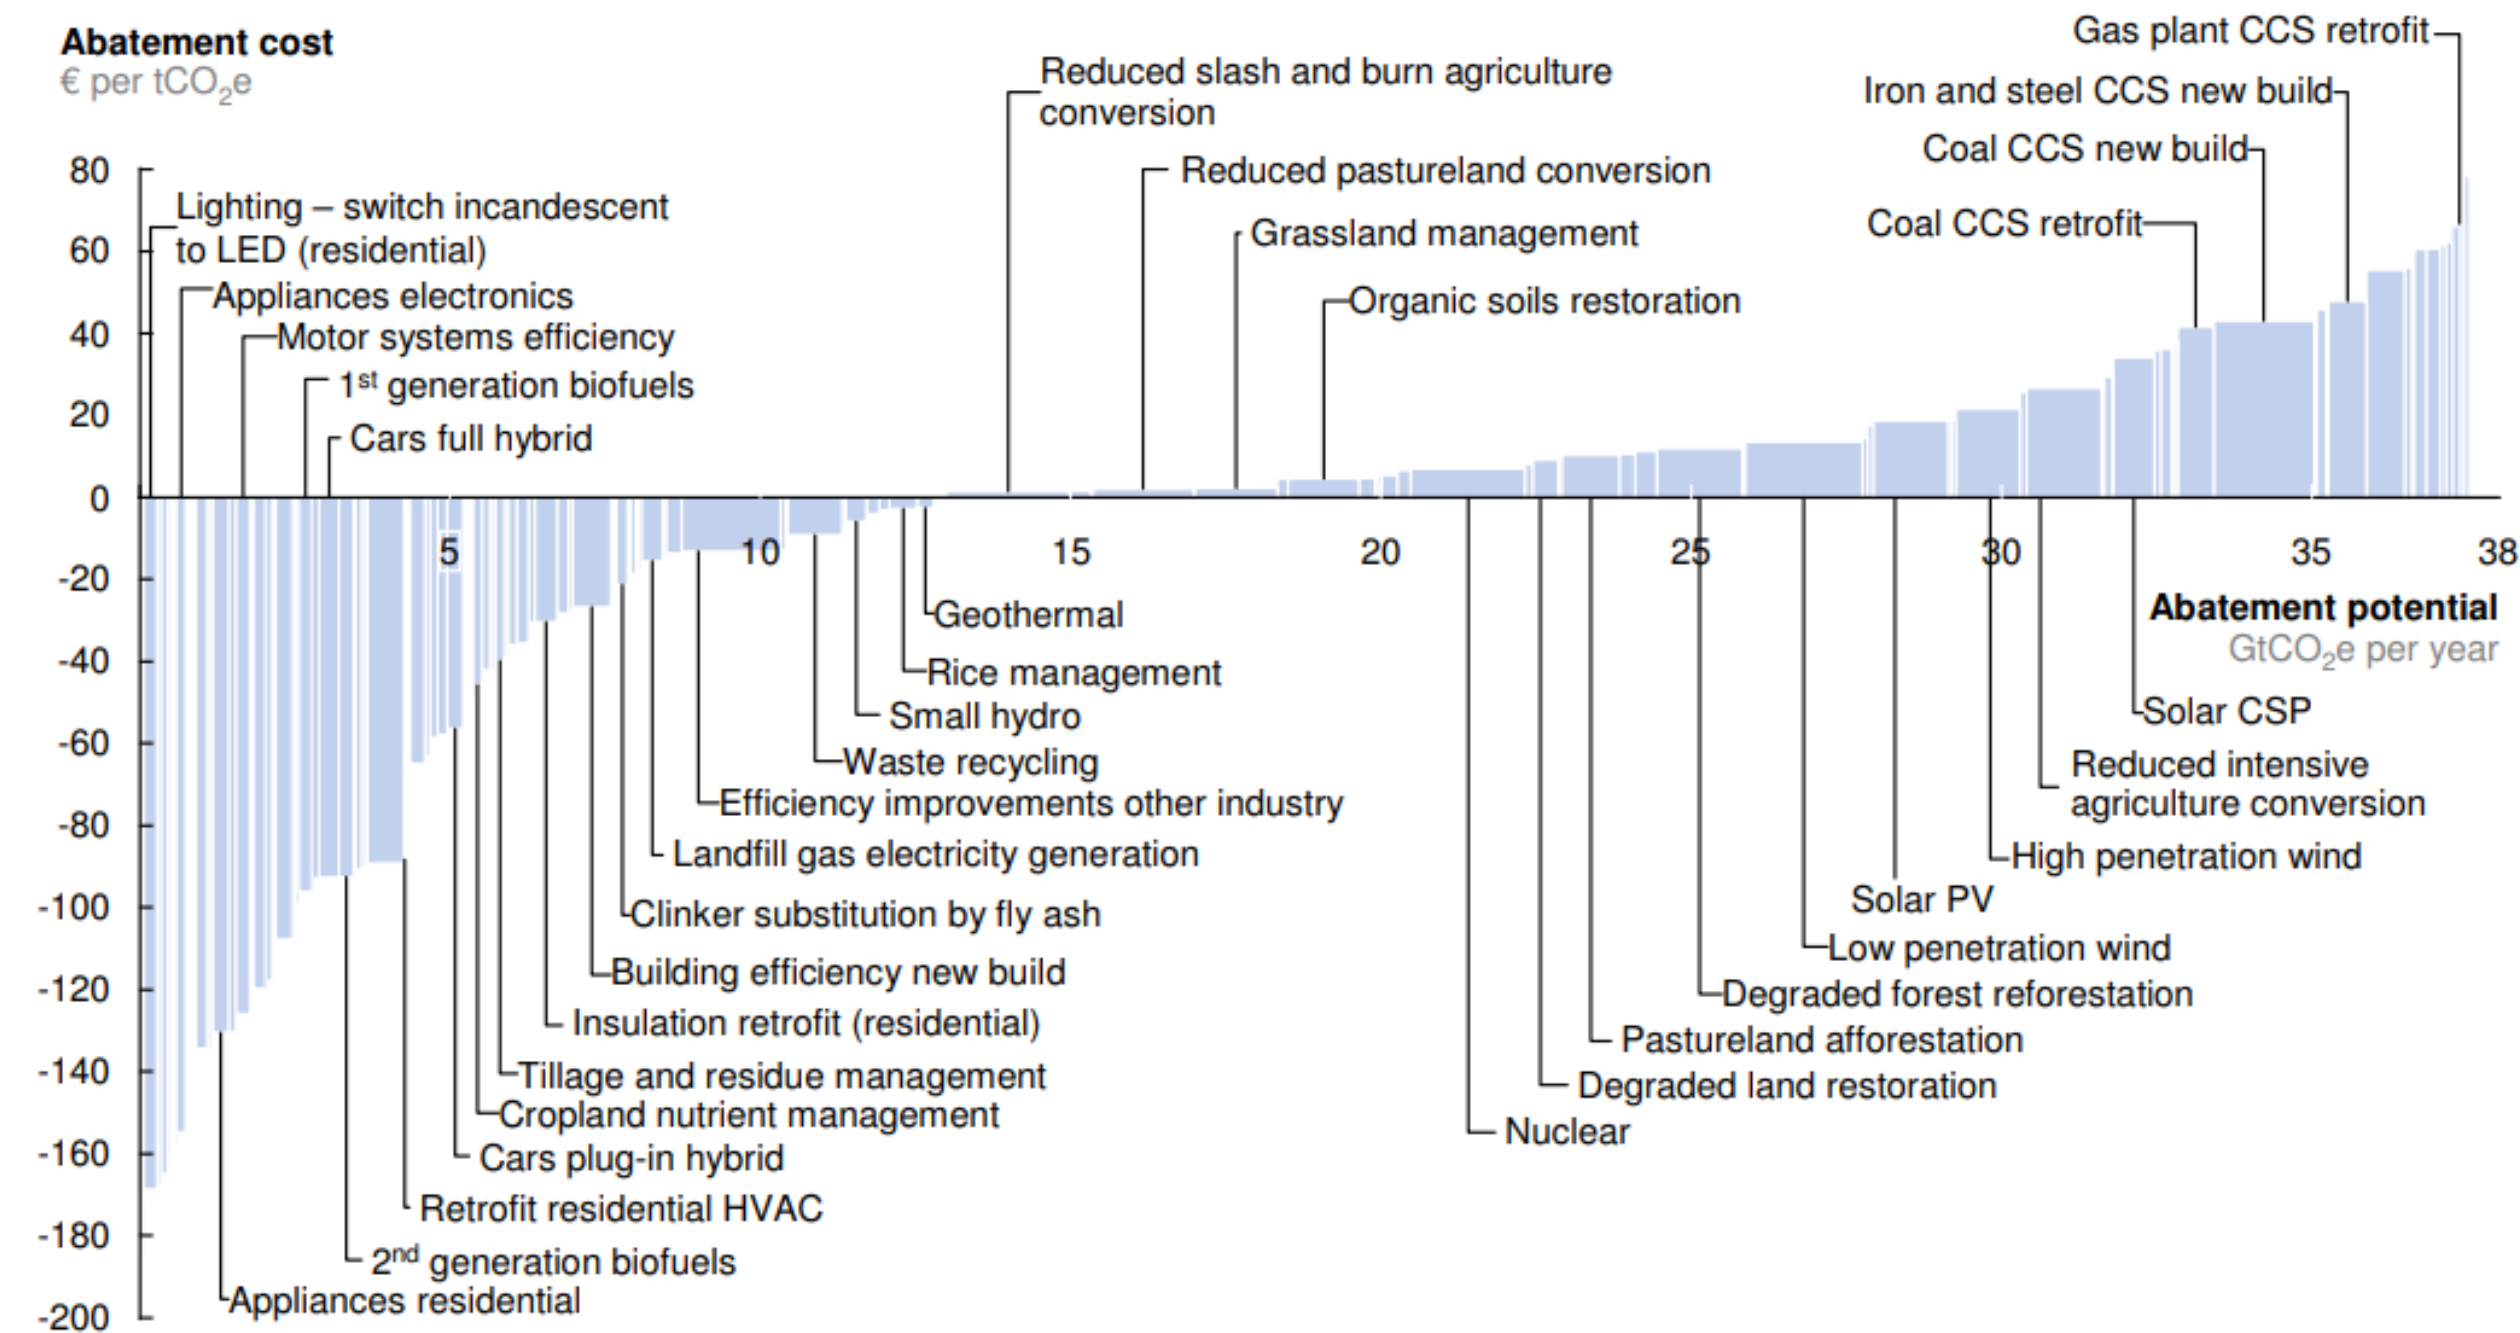 Abatement cost
€ per tCO2e
Gas plant CCS retrofit
Iron and steel CCS new build
Coal CCS new build
Coal CCS retrofit
Reduced slash and burn agriculture
conversion
Reduced pastureland conversion
Grassland management
Organic soils restoration
Lighting – switch incandescent
to LED (residential)
Appliances electronics
Motor systems efficiency
1st generation biofuels
Cars full hybrid
80
60
40
20
0
-20
-40
-60
-80
-100
-120
-140
-160
-180
-200
5
10
15
20
25
30
35
38
Abatement potential
GtCO2e per year
Geothermal
Rice management
Small hydro
Waste recycling
Efficiency improvements other industry
Landfill gas electricity generation
Clinker substitution by fly ash
Building efficiency new build
Insulation retrofit (residential)
Tillage and residue management
Cropland nutrient management
Cars plug-in hybrid
Retrofit residential HVAC
2nd generation biofuels
Appliances residential
Solar CSP
Reduced intensive
agriculture conversion
High penetration wind
Solar PV
Low penetration wind
Degraded forest reforestation
Pastureland afforestation
Degraded land restoration
Nuclear